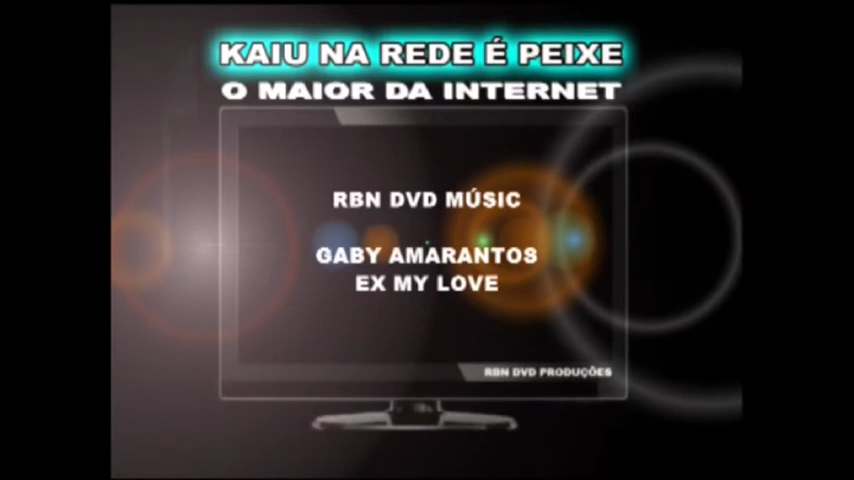 KAIU NA REDE É PEIXE
O MAIOR DA INTERNET
RBN DVD MÚSIC
GABY AMARANTOS
EX MY LOVE
RBN DVD PRODUÇÕES